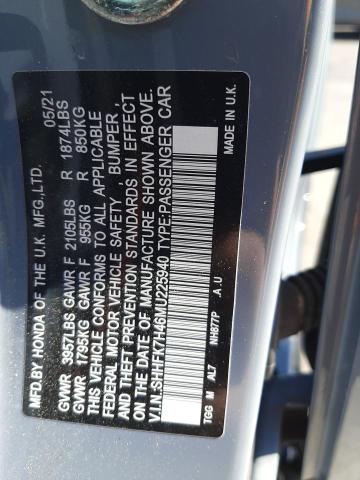 MFD.BY HONDA OF THE U.K. MFG.,LTD. 05/21
GVWR 3957LBS GAWR F 2105LBS R 1874LBS
GVWR 1795KG GAWR F 955KG R 850KG
THIS VEHICLE CONFORMS TO ALL APPLICABLE
FEDERAL MOTOR VEHICLE SAFETY , BUMPER ,
AND THEFT PREVENTION STANDARDS IN EFFECT
ON THE DATE OF MANUFACTURE SHOWN ABOVE.
V.I.N.:SHHFK7H46MU225940 TYPE:PASSENGER CAR
NH877P A U MADE IN U.K.
TGG M ALT